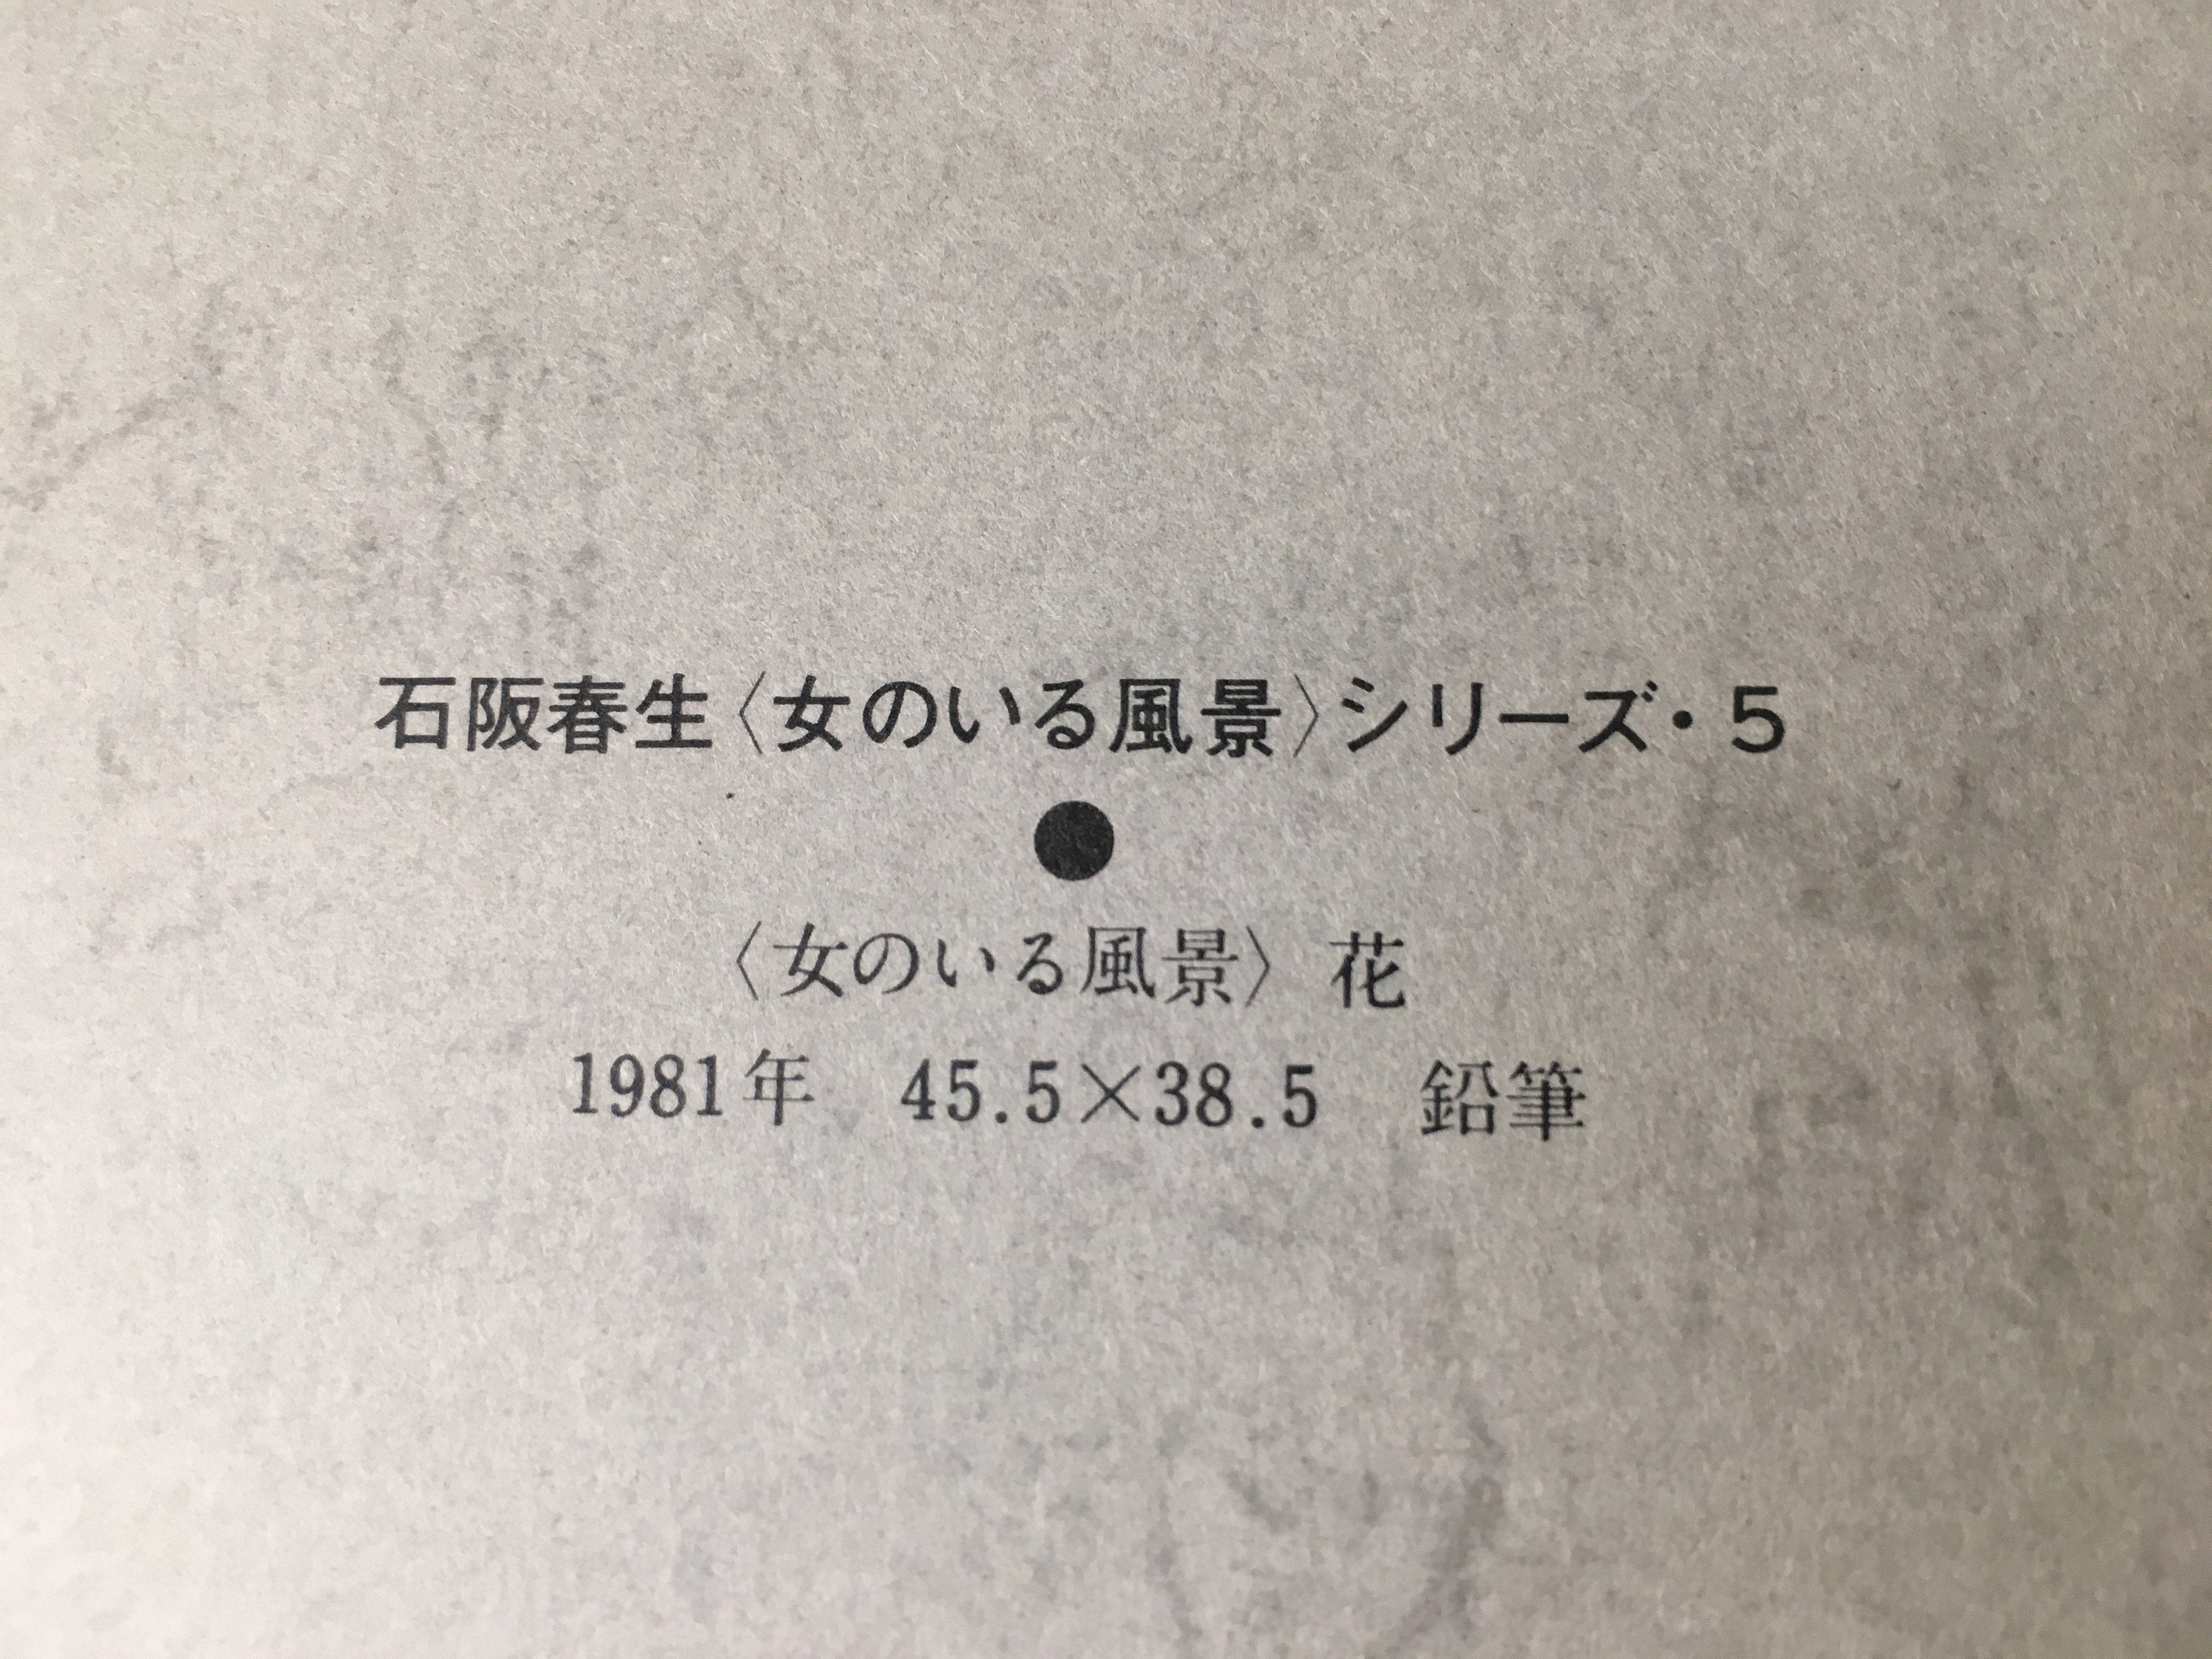 石阪春生〈女のいる風景〉シリーズ・5
●
〈女のいる風景〉 花
1981年　45.5×38.5　鉛筆